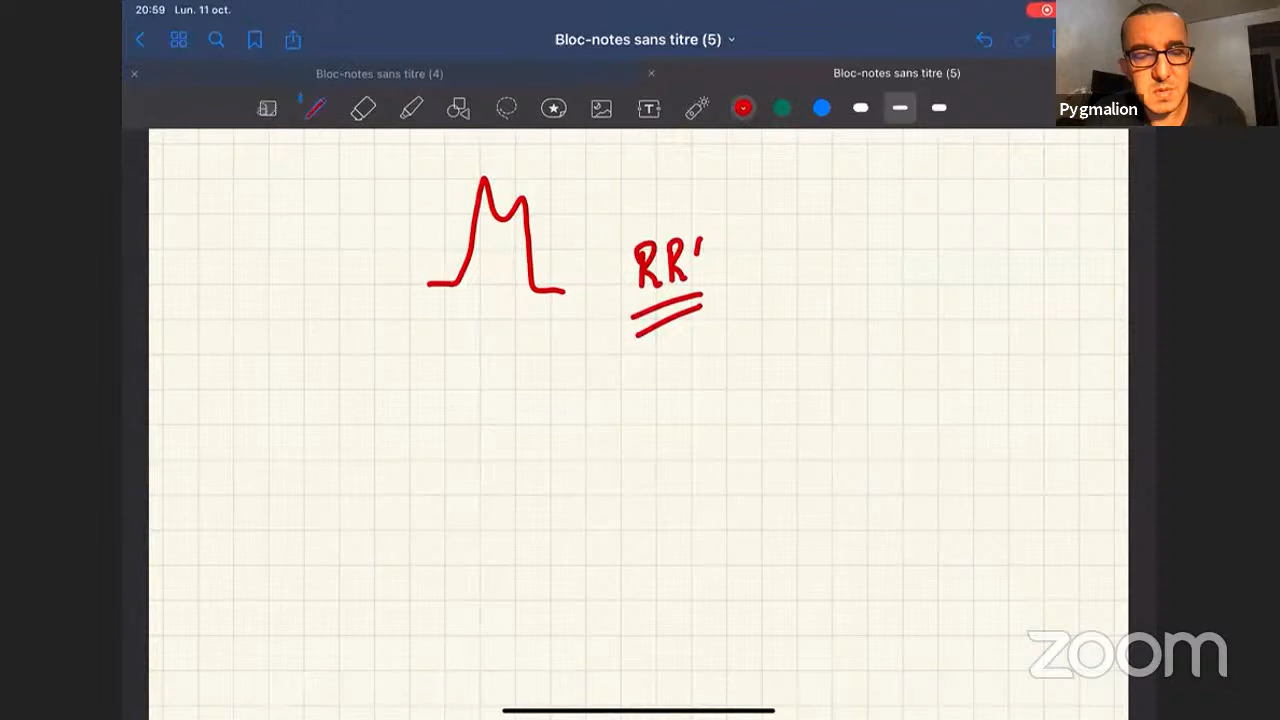 20:59 Lun. 11 oct.
Bloc-notes sans titre (5)
Bloc-notes sans titre (4)
Bloc-notes sans titre (5)
Pygmalion
RR'
zoom